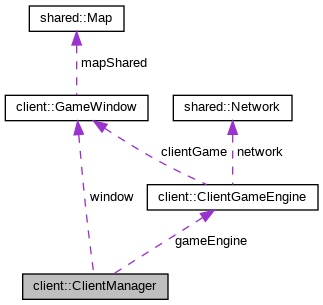 shared::Map
mapShared
client::GameWindow
shared::Network
clientGame
network
window
client::ClientGameEngine
gameEngine
client::ClientManager